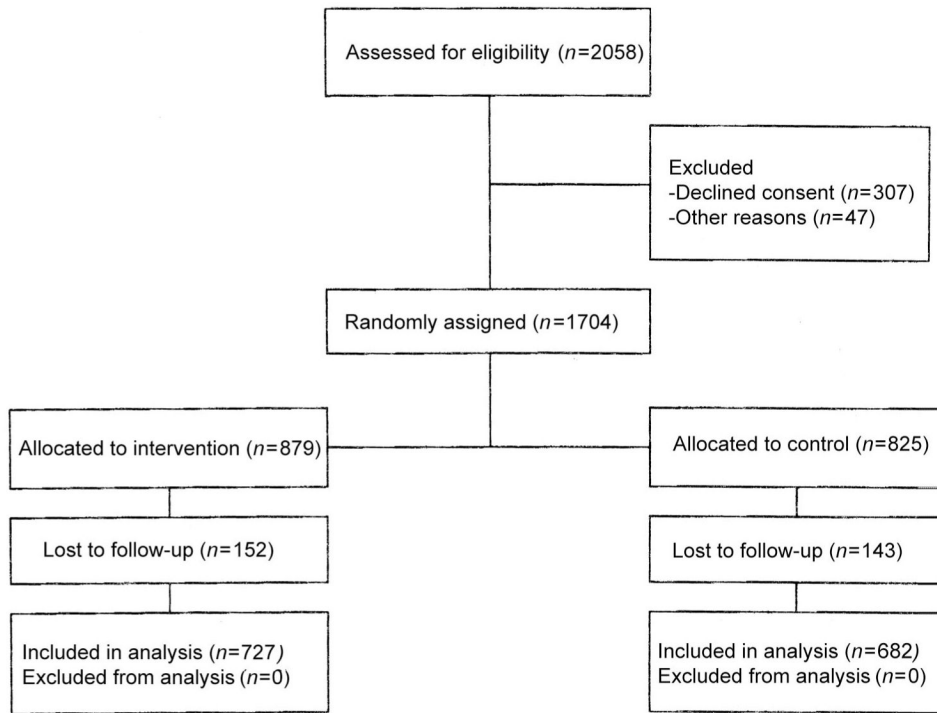 Assessed for eligibility (n=2058)
Excluded
-Declined consent (n=307)
-Other reasons (n=47)
Randomly assigned (n=1704)
Allocated to intervention (n=879)
Allocated to control (n=825)
Lost to follow-up (n=152)
Lost to follow-up (n=143)
Included in analysis (n=727)
Excluded from analysis (n=0)
Included in analysis (n=682)
Excluded from analysis (n=0)